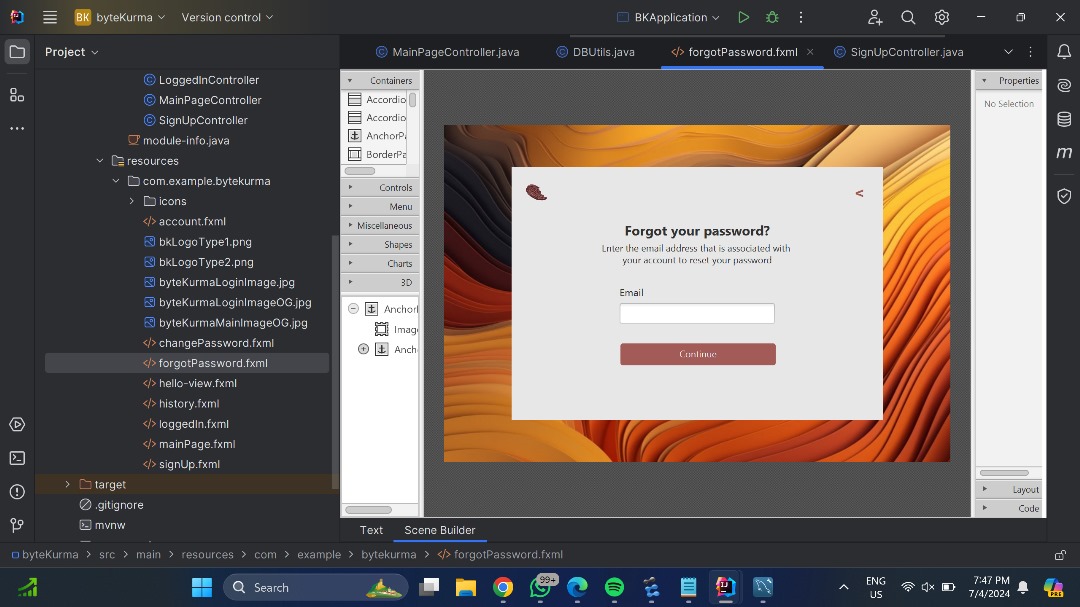 BK byteKurma Version control BKApplication
Project
MainPageController.java DBUtils.java forgotPassword.fxml SignUpController.java
LoggedInController
MainPageController
SignUpController
module-info.java
resources
com.example.bytekurma
icons
account.fxml
bkLogoType1.png
bkLogoType2.png
byteKurmaLoginImage.jpg
byteKurmaLoginImageOG.jpg
byteKurmaMainImageOG.jpg
changePassword.fxml
forgotPassword.fxml
hello-view.fxml
history.fxml
loggedIn.fxml
mainPage.fxml
signUp.fxml
target
.gitignore
mvnw
Containers
Accordio
Accordio
AnchorPa
BorderPa
Controls
Menu
Miscellaneous
Shapes
Charts
3D
Anchor
Imag
Anch
<
Forgot your password?
Enter the email address that is associated with
your account to reset your password
Email
Continue
Properties
No Selection
Layout
Code
m
Text Scene Builder
byteKurma > src > main > resources > com > example > bytekurma > forgotPassword.fxml
Search
99+
ENG
US
7:47 PM
7/4/2024
PRE